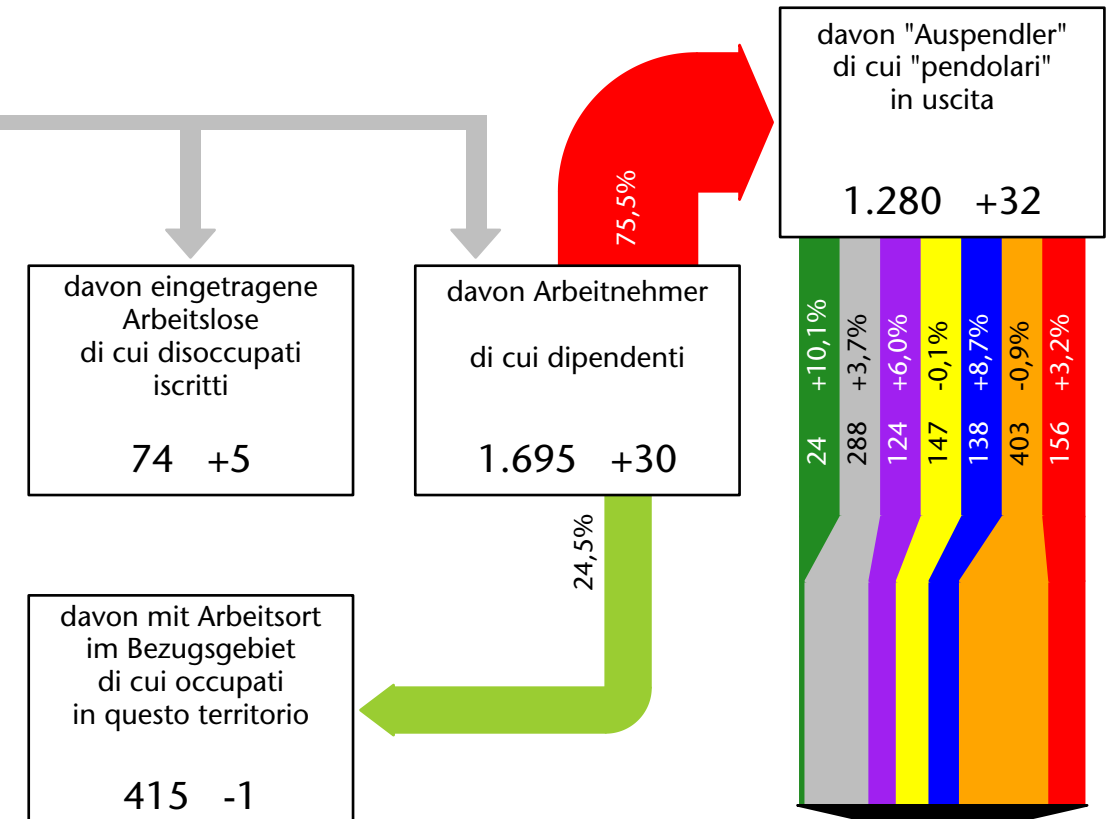 davon "Auspendler"
di cui "pendolari"
in uscita
1.280 +32
75,5%
davon eingetragene
Arbeitslose
di cui disoccupati
iscritti
74 +5
davon Arbeitnehmer
di cui dipendenti
1.695 +30
24 +10,1%
288 +3,7%
124 +6,0%
147 -0,1%
138 +8,7%
403 -0,9%
156 +3,2%
24,5%
davon mit Arbeitsort
im Bezugsgebiet
di cui occupati
in questo territorio
415 -1